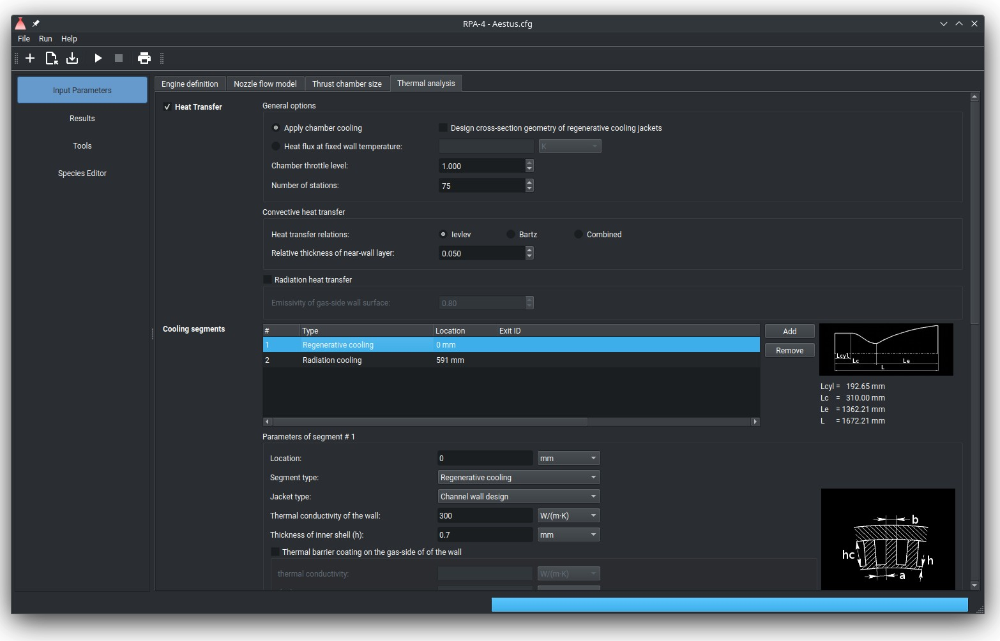 RPA-4 - Aestus.cfg
File Run Help
Input Parameters
Results
Tools
Species Editor
Engine definition Nozzle flow model Thrust chamber size Thermal analysis
Heat Transfer
General options
Apply chamber cooling Design cross-section geometry of regenerative cooling jackets
Heat flux at fixed wall temperature: K
Chamber throttle level: 1.000
Number of stations: 75
Convective heat transfer
Heat transfer relations: Ievlev Bartz Combined
Relative thickness of near-wall layer: 0.050
Radiation heat transfer
Emissivity of gas-side wall surface: 0.80
Cooling segments
# Type Location Exit ID
1 Regenerative cooling 0 mm
2 Radiation cooling 591 mm
Add
Remove
Lcyl
Lc Le
L
Lcyl = 192.65 mm
Lc = 310.00 mm
Le = 1362.21 mm
L = 1672.21 mm
Parameters of segment # 1
Location: 0 mm
Segment type: Regenerative cooling
Jacket type: Channel wall design
Thermal conductivity of the wall: 300 W/(m·K)
Thickness of inner shell (h): 0.7 mm
Thermal barrier coating on the gas-side of of the wall
thermal conductivity: W/(m·K)
b
hc
h
a